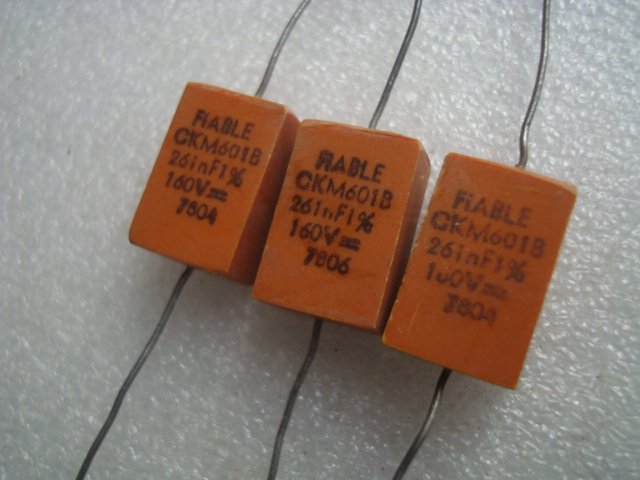 FIABLE
CKM601B
261nF1%
160V⎓
7804
FIABLE
CKM601B
261nF1%
160V⎓
7806
FIABLE
CKM601B
261nF1%
160V⎓
7804